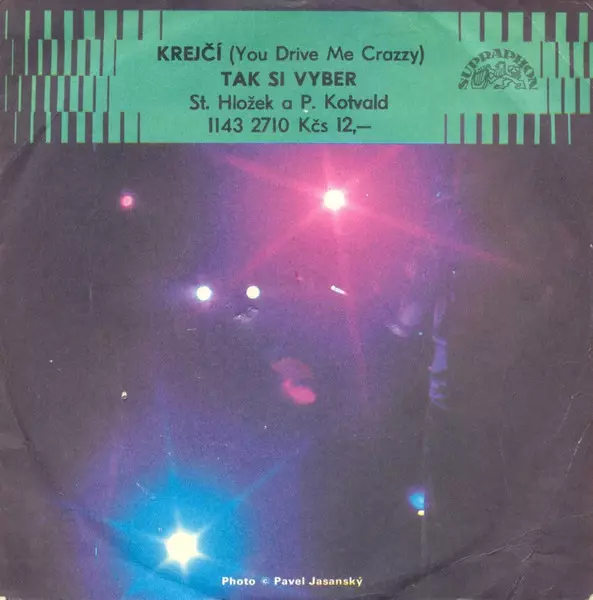 KREJČÍ (You Drive Me Crazzy)
TAK SI VYBER
St. Hložek a P. Kotvald
1143 2710 Kčs 12,—
SUPRAPHON
Photo © Pavel Jasanský